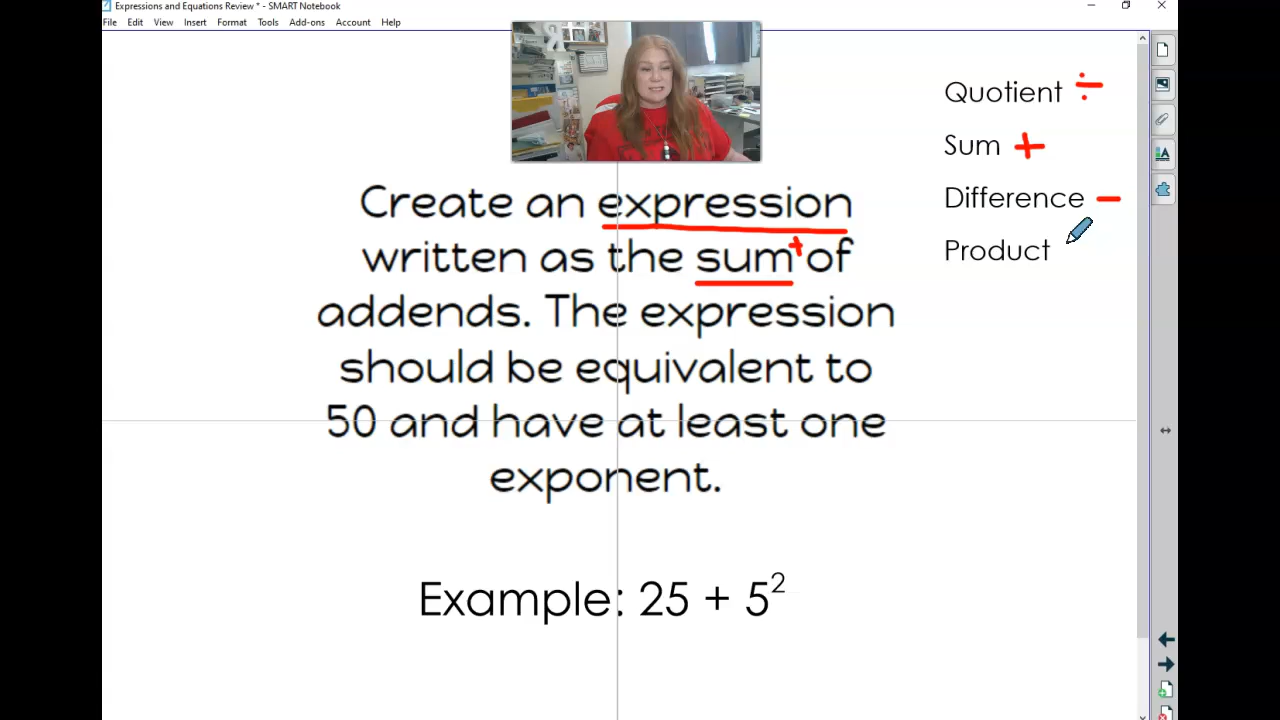 Expressions and Equations Review * - SMART Notebook
File Edit View Insert Format Tools Add-ons Account Help
Quotient ÷
Sum +
Difference -
Product
Create an expression
written as the sum + of
addends. The expression
should be equivalent to
50 and have at least one
exponent.
Example: 25 + 5²